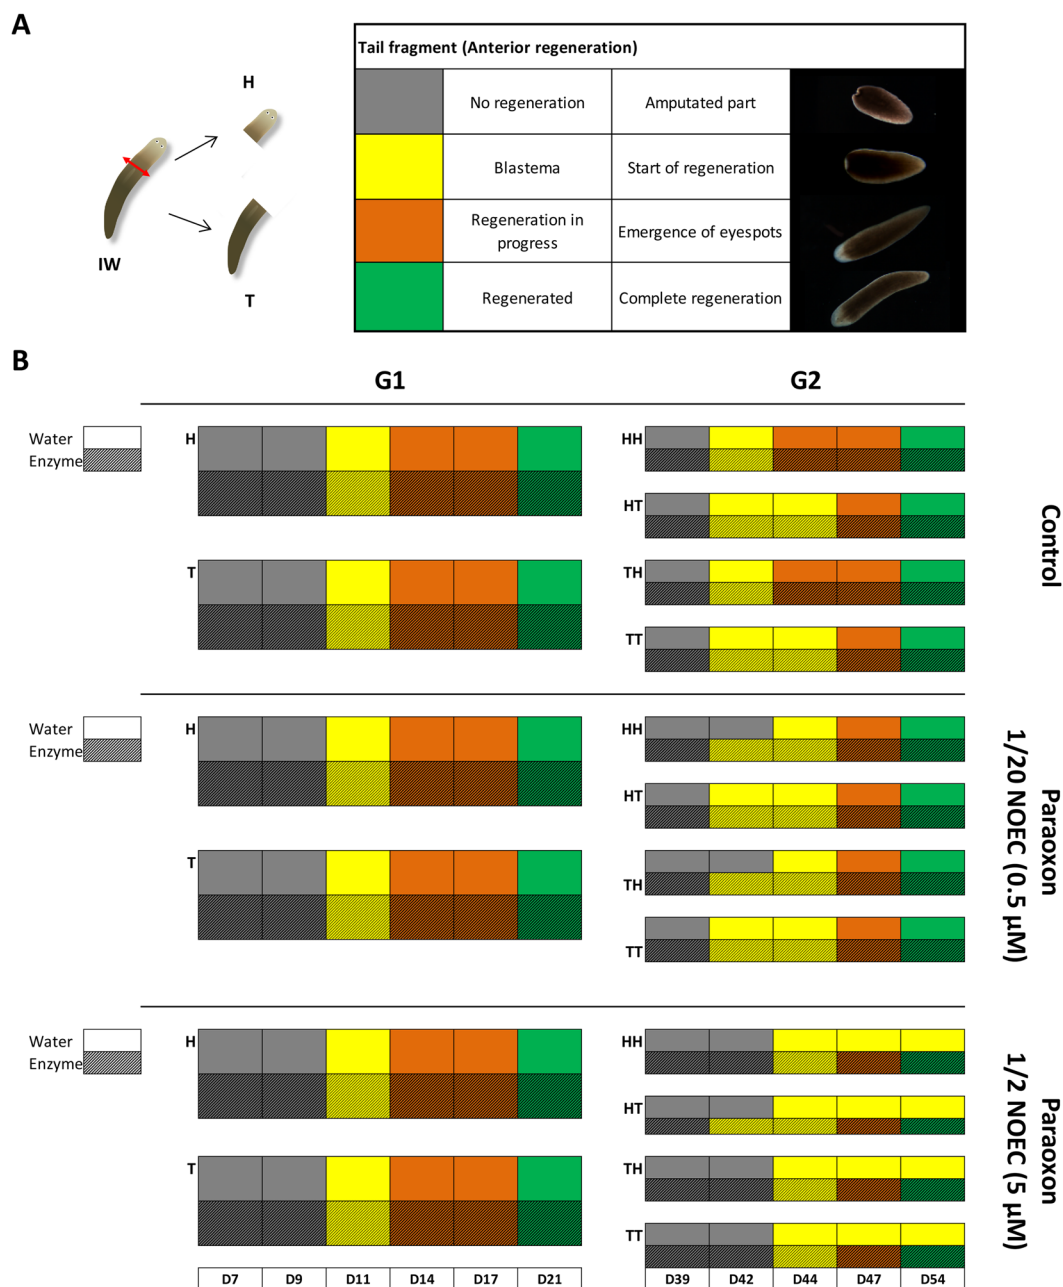 A
H
IW
T
Tail fragment (Anterior regeneration)
No regeneration
Amputated part
Blastema
Start of regeneration
Regeneration in
progress
Emergence of eyespots
Regenerated
Complete regeneration
B
G1
G2
Water
Enzyme
H
T
HH
HT
TH
TT
Control
Water
Enzyme
H
T
HH
HT
TH
TT
Paraoxon
1/20 NOEC (0.5 µM)
Water
Enzyme
H
T
HH
HT
TH
TT
Paraoxon
1/2 NOEC (5 µM)
D7 D9 D11 D14 D17 D21
D39 D42 D44 D47 D54